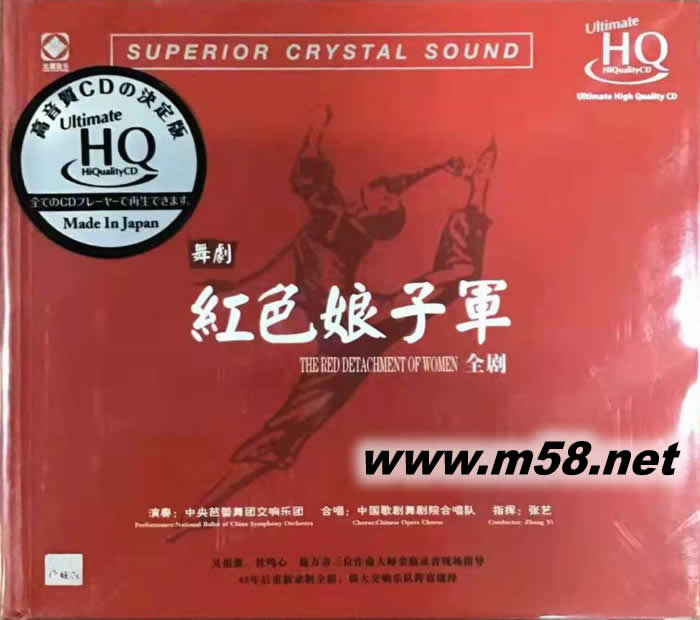 SUPERIOR CRYSTAL SOUND
Ultimate
HQ
HiQualityCD
Ultimate High Quality CD
高音質CDの決定版
Ultimate
HQ
HiQualityCD
全てのCDプレーヤーで再生できます。
Made In Japan
舞劇
紅色娘子軍
THE RED DETACHMENT OF WOMEN 全剧
www.m58.net
演奏：中央芭蕾舞团交响乐团 合唱：中国歌剧舞剧院合唱队 指挥：张艺
Performance:National Ballet of China Symphony Orchestra Chorus:Chinese Opera Chorus Conductor: Zhang Yi